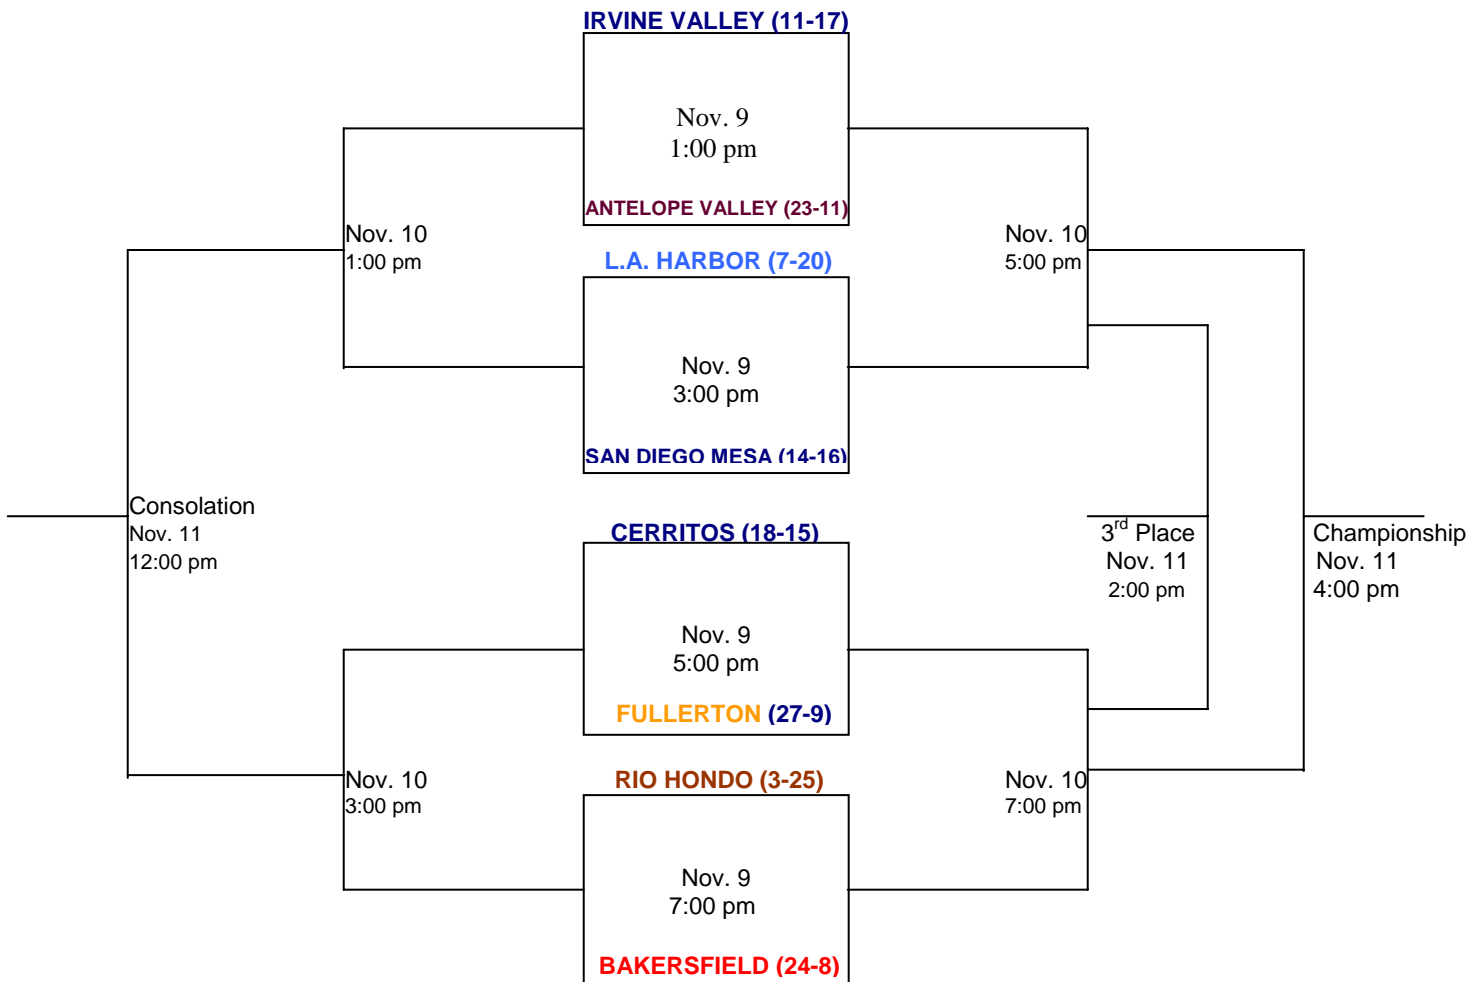 IRVINE VALLEY (11-17)
Nov. 9
1:00 pm
ANTELOPE VALLEY (23-11)
Nov. 10
1:00 pm
Nov. 10
5:00 pm
L.A. HARBOR (7-20)
Nov. 9
3:00 pm
SAN DIEGO MESA (14-16)
Consolation
Nov. 11
12:00 pm
3rd Place
Nov. 11
2:00 pm
Championship
Nov. 11
4:00 pm
CERRITOS (18-15)
Nov. 9
5:00 pm
FULLERTON (27-9)
Nov. 10
3:00 pm
Nov. 10
7:00 pm
RIO HONDO (3-25)
Nov. 9
7:00 pm
BAKERSFIELD (24-8)